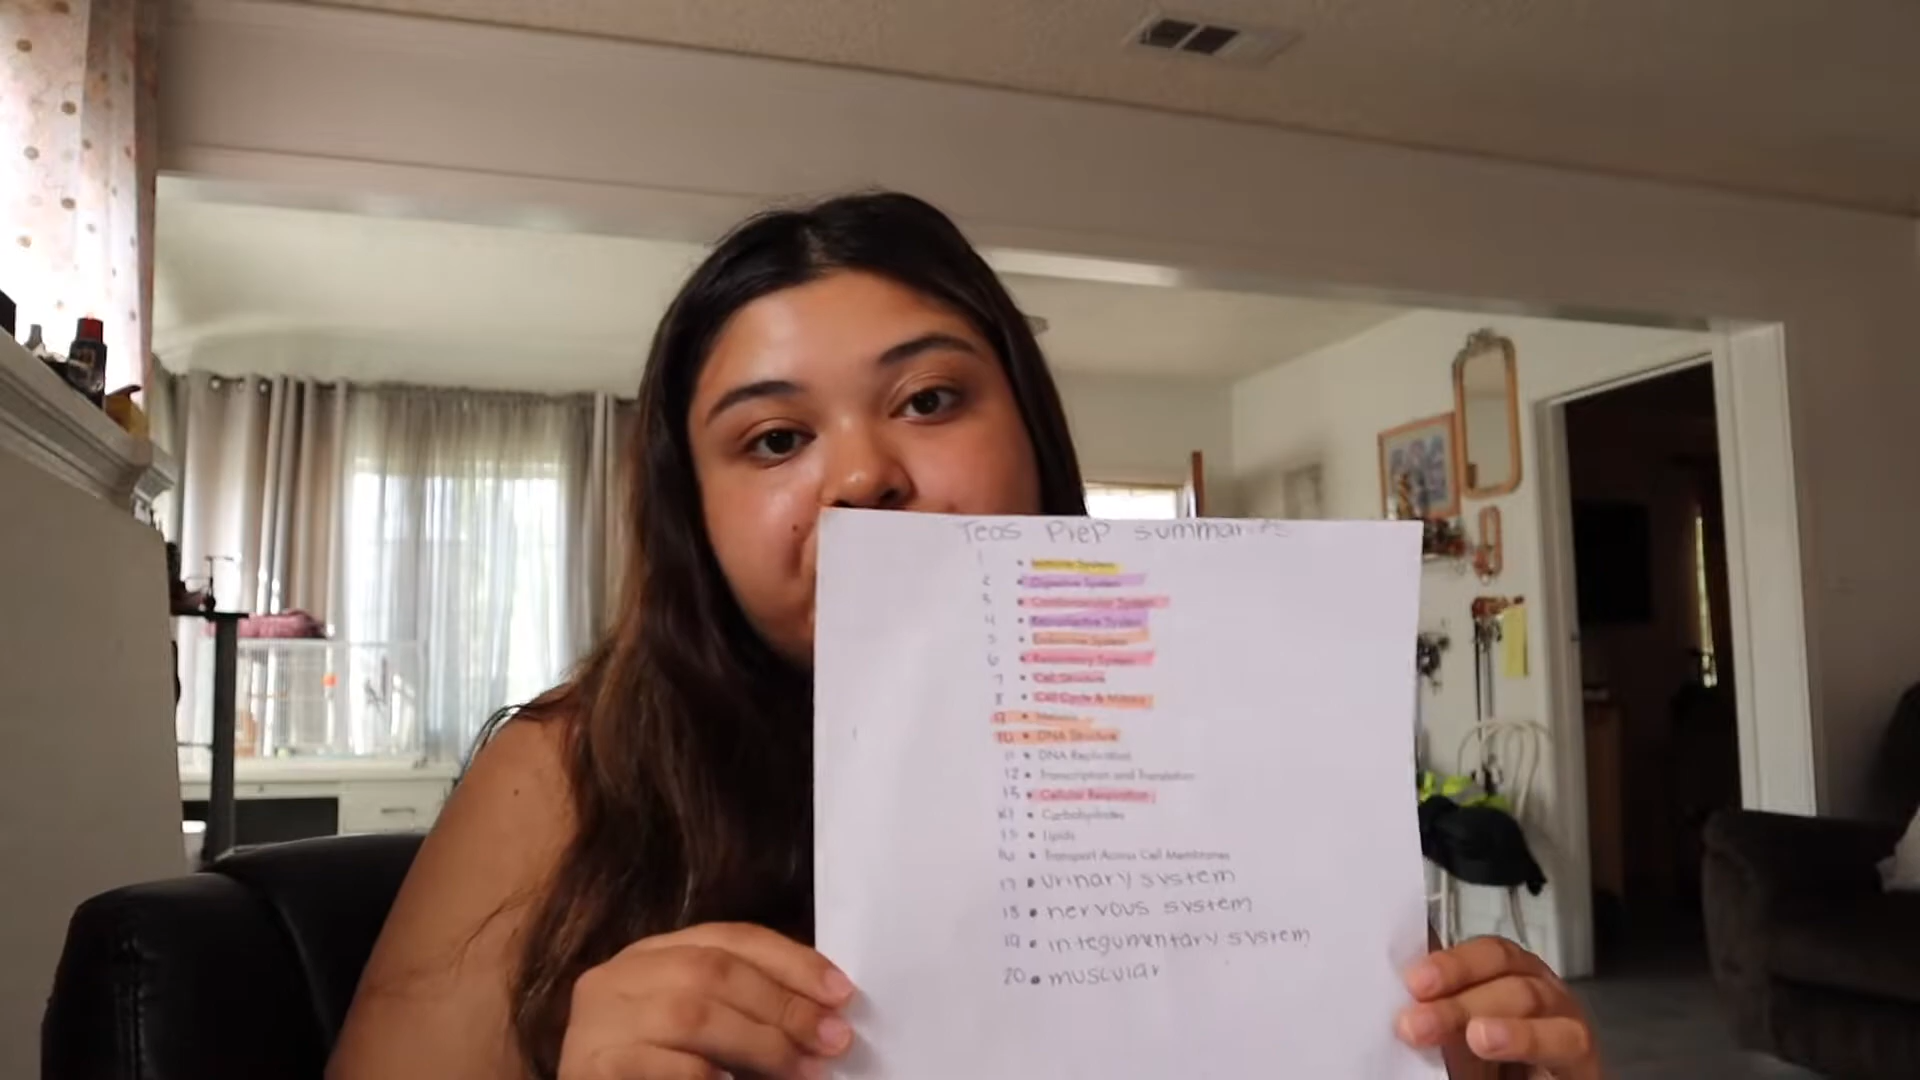 Teas Prep summaries
1 • Immune System
2 • Digestive System
3 • Cardiovascular System
4 • Reproductive System
5 • Endocrine System
6 • Respiratory System
7 • Cell Structure
8 • Cell Cycle & Mitosis
9 • Meiosis
10 • DNA Structure
11 • DNA Replication
12 • Transcription and Translation
13 • Cellular Respiration
14 • Carbohydrates
15 • Lipids
16 • Transport Across Cell Membranes
17 • urinary system
18 • nervous system
19 • integumentary system
20 • muscular